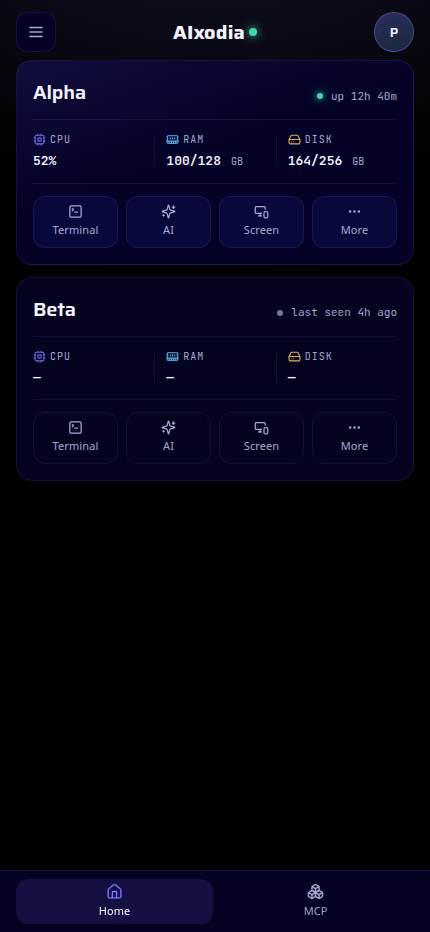 AIxodia
P
Alpha
up 12h 40m
CPU
RAM
DISK
52%
100/128 GB
164/256 GB
Terminal
AI
Screen
More
Beta
last seen 4h ago
CPU
RAM
DISK
—
—
—
Terminal
AI
Screen
More
Home
MCP